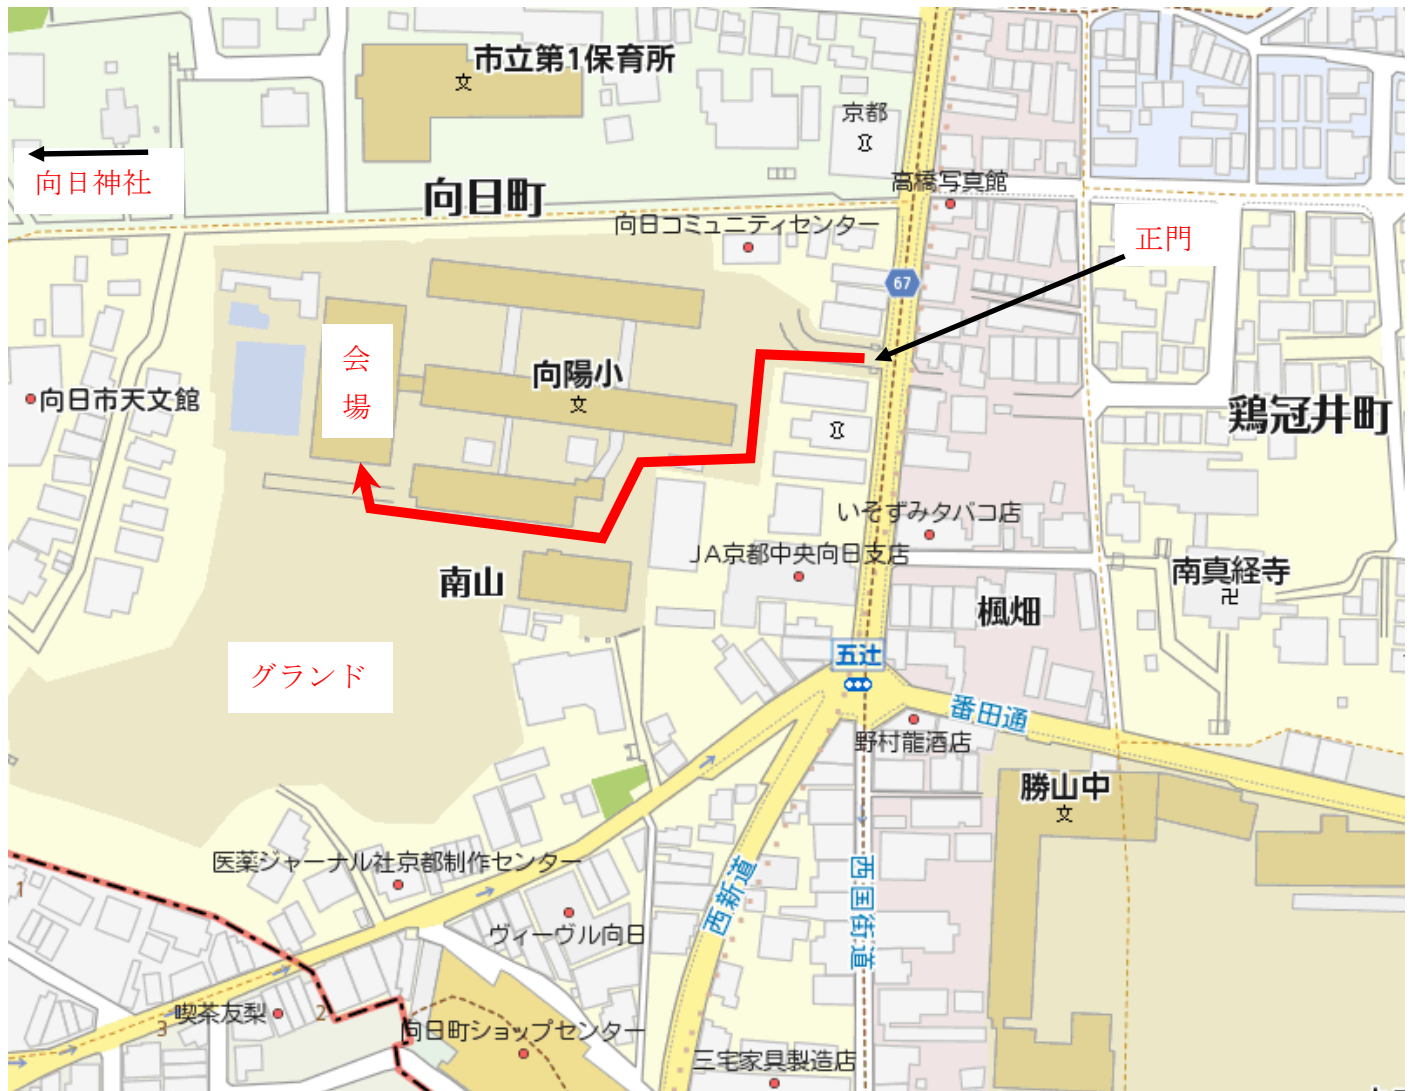 市立第1保育所
京都
向日神社
向日町
高橋写真館
向日コミュニティセンター
正門
67
会場
向陽小
文
向日市天文館
鶏冠井町
いそずみタバコ店
JA京都中央向日支店
南真経寺
南山
楓畑
五辻
グランド
番田通
野村龍酒店
勝山中
文
医薬ジャーナル社京都制作センター
西新道
西国街道
1
ヴィーヴル向日
喫茶友梨
2
3
向日町ショップセンター
三宅家具製造店